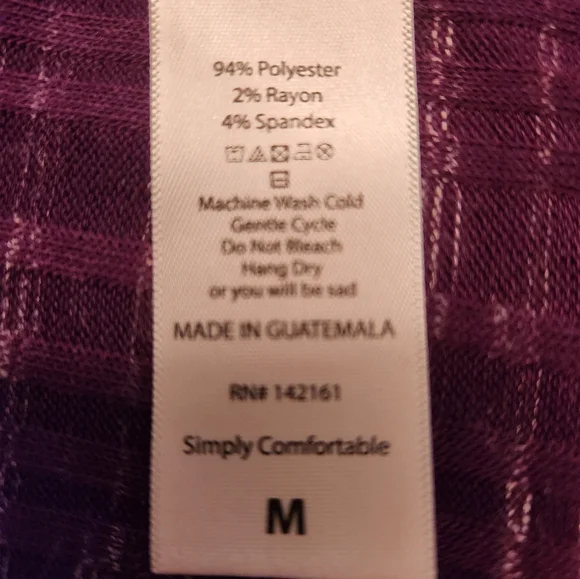 94% Polyester
2% Rayon
4% Spandex
Machine Wash Cold
Gentle Cycle
Do Not Bleach
Hang Dry
or you will be sad
MADE IN GUATEMALA
RN# 142161
Simply Comfortable
M